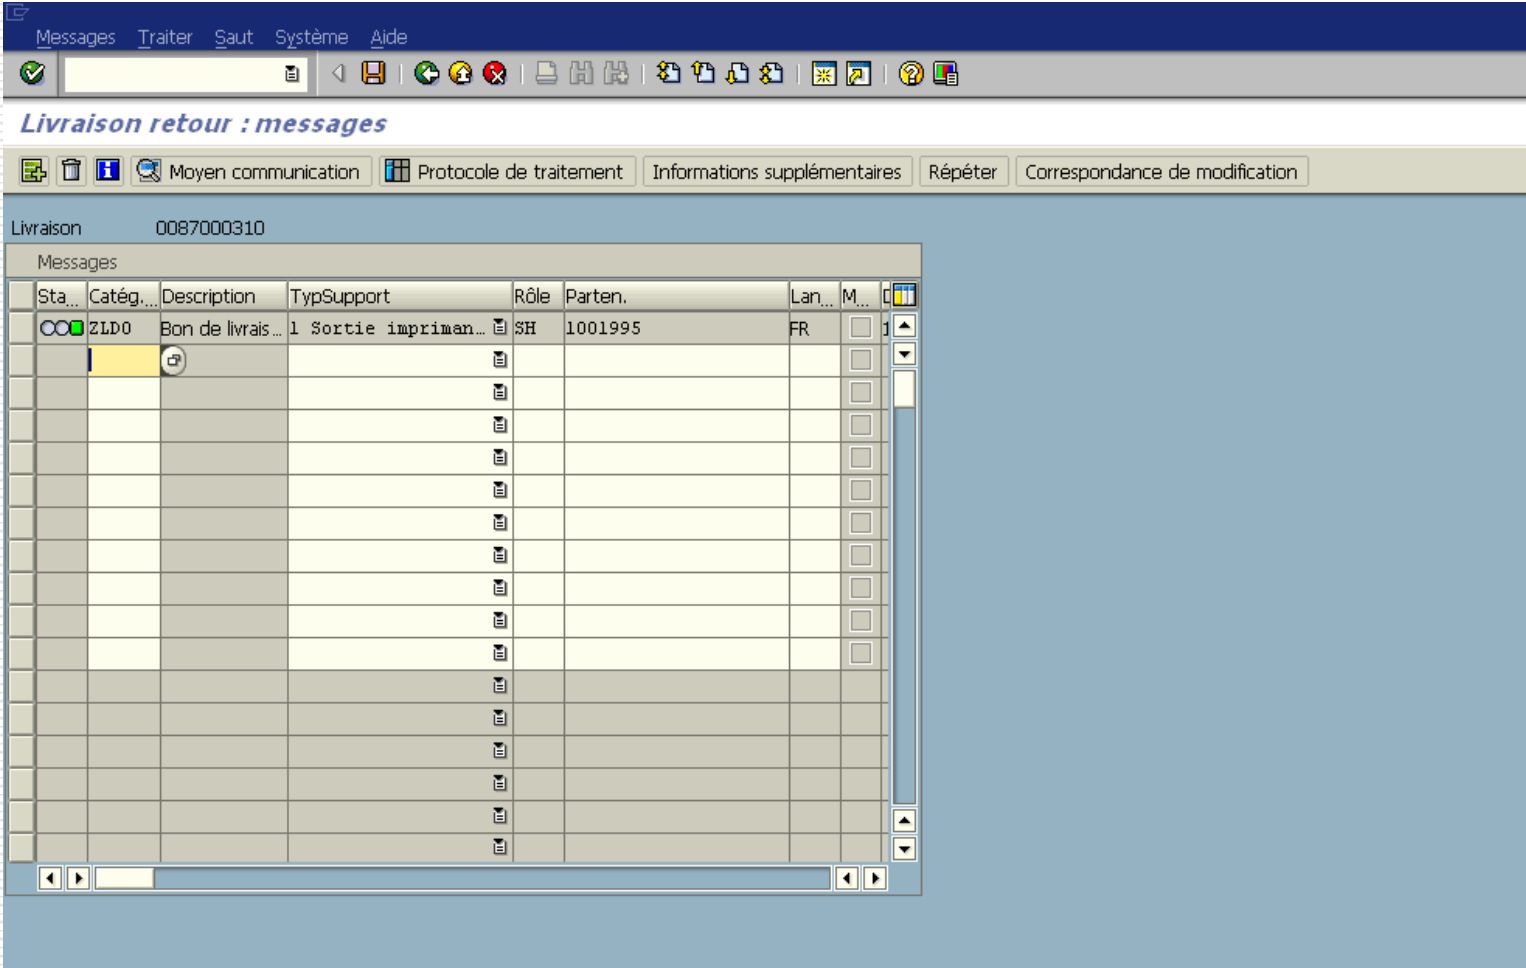 Messages Traiter Saut Système Aide
Livraison retour : messages
Moyen communication Protocole de traitement Informations supplémentaires Répéter Correspondance de modification
Livraison 0087000310
Messages
Sta... Catég... Description TypSupport Rôle Parten. Lan... M... D
ZLD0 Bon de livrais... 1 Sortie impriman... SH 1001995 FR 1